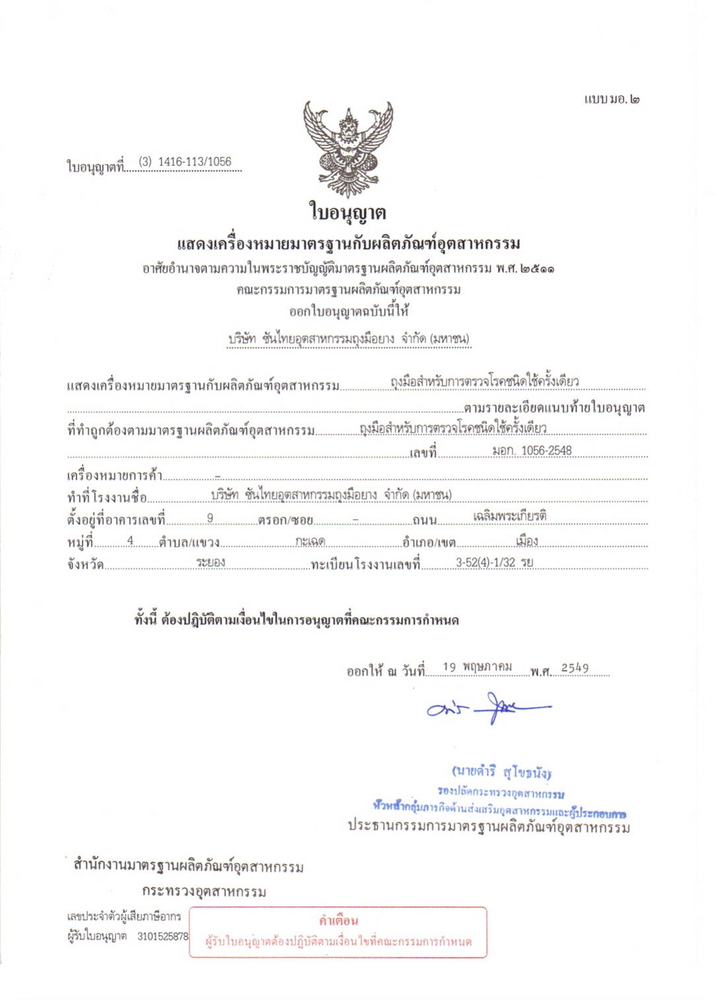 แบบ มอ. ๒
ใบอนุญาตที่ (3) 1416-113/1056
ใบอนุญาต
แสดงเครื่องหมายมาตรฐานกับผลิตภัณฑ์อุตสาหกรรม
อาศัยอำนาจตามความในพระราชบัญญัติมาตรฐานผลิตภัณฑ์อุตสาหกรรม พ.ศ. ๒๕๑๑
คณะกรรมการมาตรฐานผลิตภัณฑ์อุตสาหกรรม
ออกใบอนุญาตฉบับนี้ให้
บริษัท ชันไทยอุตสาหกรรมถุงมือยาง จำกัด (มหาชน)
แสดงเครื่องหมายมาตรฐานกับผลิตภัณฑ์อุตสาหกรรม ถุงมือสำหรับการตรวจโรคชนิดใช้ครั้งเดียว
ตามรายละเอียดแนบท้ายใบอนุญาต
ที่ทำถูกต้องตามมาตรฐานผลิตภัณฑ์อุตสาหกรรม ถุงมือสำหรับการตรวจโรคชนิดใช้ครั้งเดียว
เลขที่ มอก. 1056-2548
เครื่องหมายการค้า –
ทำที่โรงงานชื่อ บริษัท ชันไทยอุตสาหกรรมถุงมือยาง จำกัด (มหาชน)
ตั้งอยู่ที่อาคารเลขที่ 9 ตรอก/ซอย – ถนน เฉลิมพระเกียรติ
หมู่ที่ 4 ตำบล/แขวง กะเฉด อำเภอ/เขต เมือง
จังหวัด ระยอง ทะเบียนโรงงานเลขที่ 3-52(4)-1/32 รย
ทั้งนี้ ต้องปฏิบัติตามเงื่อนไขในการอนุญาตที่คณะกรรมการกำหนด
ออกให้ ณ วันที่ 19 พฤษภาคม พ.ศ. 2549
(นายดำริ สุโขธนัง)
รองปลัดกระทรวงอุตสาหกรรม
หัวหน้ากลุ่มภารกิจด้านส่งเสริมอุตสาหกรรมและผู้ประกอบการ
ประธานกรรมการมาตรฐานผลิตภัณฑ์อุตสาหกรรม
สำนักงานมาตรฐานผลิตภัณฑ์อุตสาหกรรม
กระทรวงอุตสาหกรรม
เลขประจำตัวผู้เสียภาษีอากร
ผู้รับใบอนุญาต 3101525878
คำเตือน
ผู้รับใบอนุญาตต้องปฏิบัติตามเงื่อนไขที่คณะกรรมการกำหนด